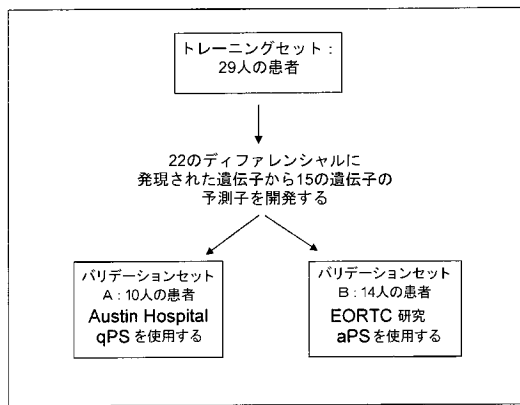 トレーニングセット：
29人の患者
22のディファレンシャルに
発現された遺伝子から15の遺伝子の
予測子を開発する
バリデーションセット
A：10人の患者
Austin Hospital
qPS を使用する
バリデーションセット
B：14人の患者
EORTC 研究
aPS を使用する